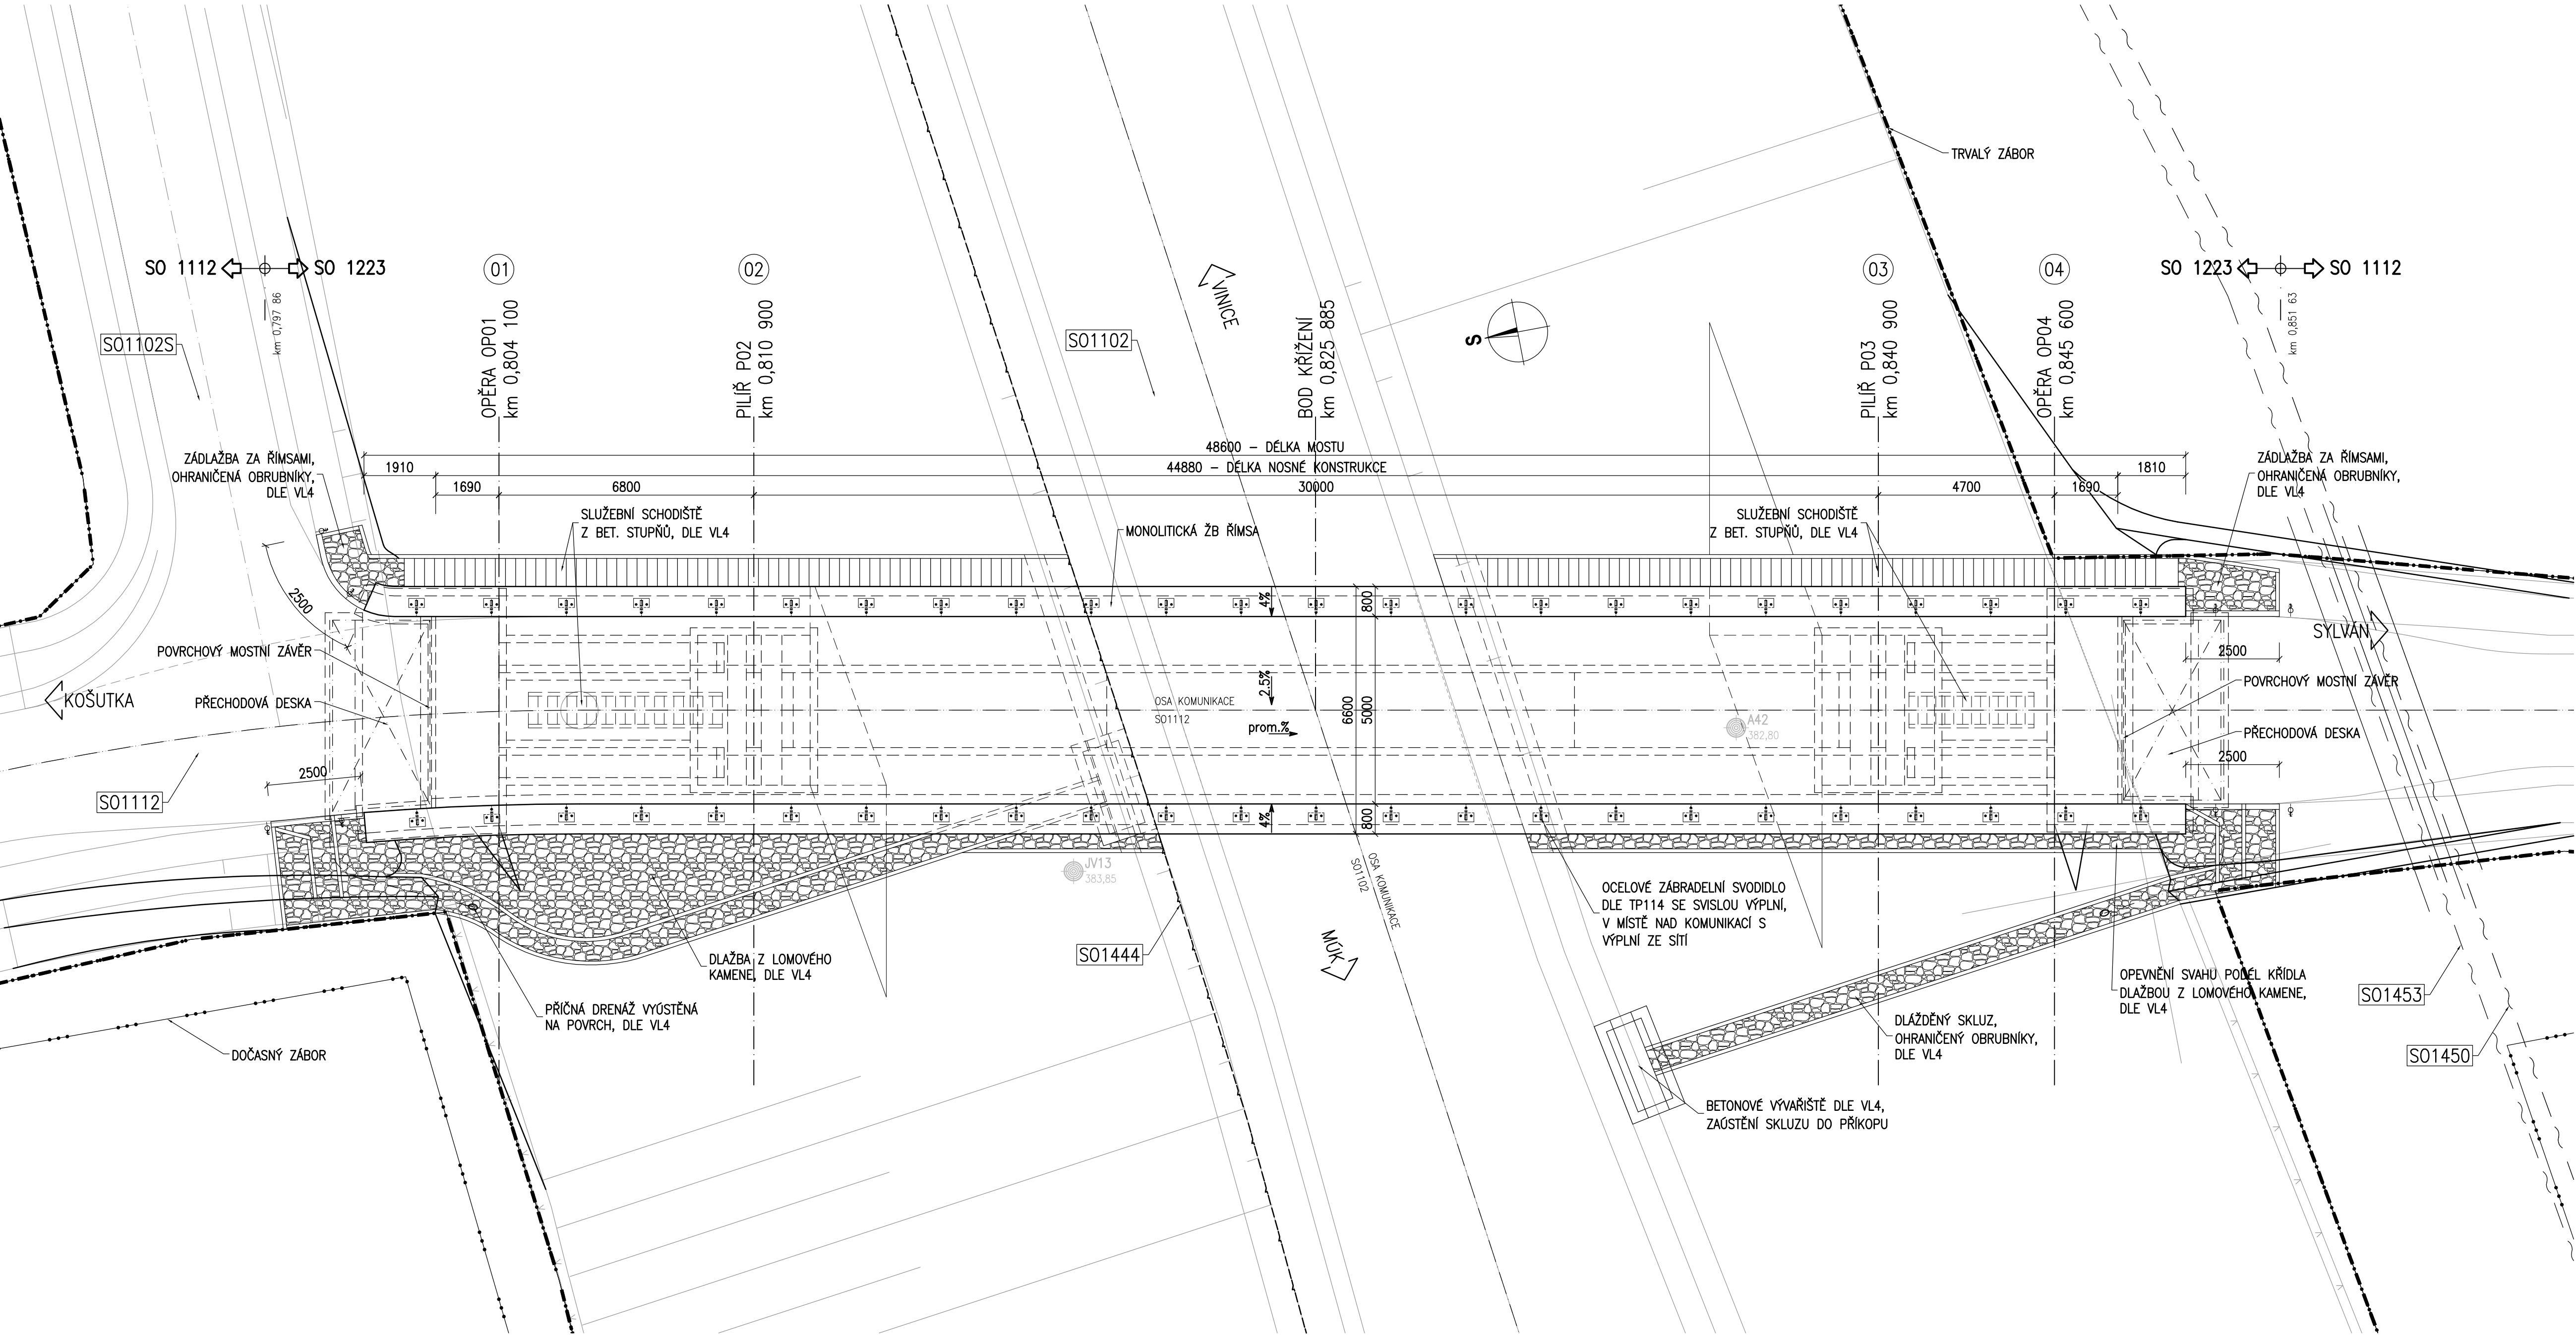 TRVALÝ ZÁBOR
SO 1112
SO 1223
km 0,797 86
01
OPĚRA OP01
km 0,804 100
02
PILÍŘ P02
km 0,810 900
VINICE
BOD KŘÍŽENÍ
km 0,825 885
S
03
PILÍŘ P03
km 0,840 900
04
OPĚRA OP04
km 0,845 600
SO 1223
SO 1112
km 0,851 63
SO1102S
SO1102
48600 – DÉLKA MOSTU
44880 – DÉLKA NOSNÉ KONSTRUKCE
1910
1810
1690
6800
30000
4700
1690
ZÁDLAŽBA ZA ŘÍMSAMI,
OHRANIČENÁ OBRUBNÍKY,
DLE VL4
SLUŽEBNÍ SCHODIŠTĚ
Z BET. STUPŇŮ, DLE VL4
MONOLITICKÁ ŽB ŘÍMSA
SLUŽEBNÍ SCHODIŠTĚ
Z BET. STUPŇŮ, DLE VL4
ZÁDLAŽBA ZA ŘÍMSAMI,
OHRANIČENÁ OBRUBNÍKY,
DLE VL4
2500
4%
800
SYLVÁN
2500
POVRCHOVÝ MOSTNÍ ZÁVĚR
PŘECHODOVÁ DESKA
KOŠUTKA
2.5%
OSA KOMUNIKACE
SO1112
prom.%
6600
5000
A42
382,80
POVRCHOVÝ MOSTNÍ ZÁVĚR
PŘECHODOVÁ DESKA
2500
2500
SO1112
4%
800
JV13
383,85
OSA KOMUNIKACE
SO1102
OCELOVÉ ZÁBRADELNÍ SVODIDLO
DLE TP114 SE SVISLOU VÝPLNÍ,
V MÍSTĚ NAD KOMUNIKACÍ S
VÝPLNÍ ZE SÍTÍ
SO1444
MÚK
DLAŽBA Z LOMOVÉHO
KAMENE, DLE VL4
PŘÍČNÁ DRENÁŽ VYÚSTĚNÁ
NA POVRCH, DLE VL4
DOČASNÝ ZÁBOR
OPEVNĚNÍ SVAHU PODÉL KŘÍDLA
DLAŽBOU Z LOMOVÉHO KAMENE,
DLE VL4
SO1453
DLÁŽDĚNÝ SKLUZ,
OHRANIČENÝ OBRUBNÍKY,
DLE VL4
SO1450
BETONOVÉ VÝVAŘIŠTĚ DLE VL4,
ZAÚSTĚNÍ SKLUZU DO PŘÍKOPU